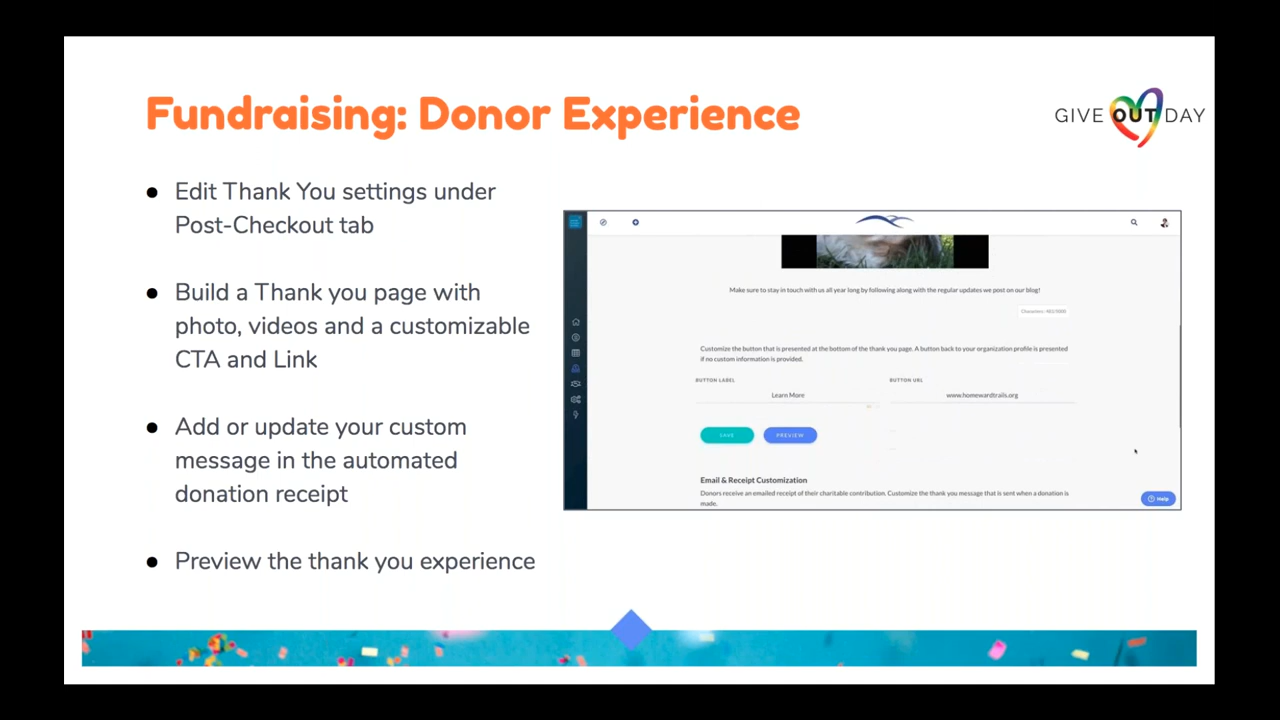 Fundraising: Donor Experience
GIVE OUT DAY
● Edit Thank You settings under
Post-Checkout tab
● Build a Thank you page with
photo, videos and a customizable
CTA and Link
● Add or update your custom
message in the automated
donation receipt
● Preview the thank you experience
Make sure to stay in touch with us all year long by following along with the regular updates we post on our blog!
Customize the button that is presented at the bottom of the thank you page. A button back to your organization profile is presented
if no custom information is provided.
BUTTON LABEL
BUTTON URL
Learn More
www.homewardtrails.org
SAVE
PREVIEW
Email & Receipt Customization
Donors receive an emailed receipt of their charitable contribution. Customize the thank you message that is sent when a donation is
made.
Help